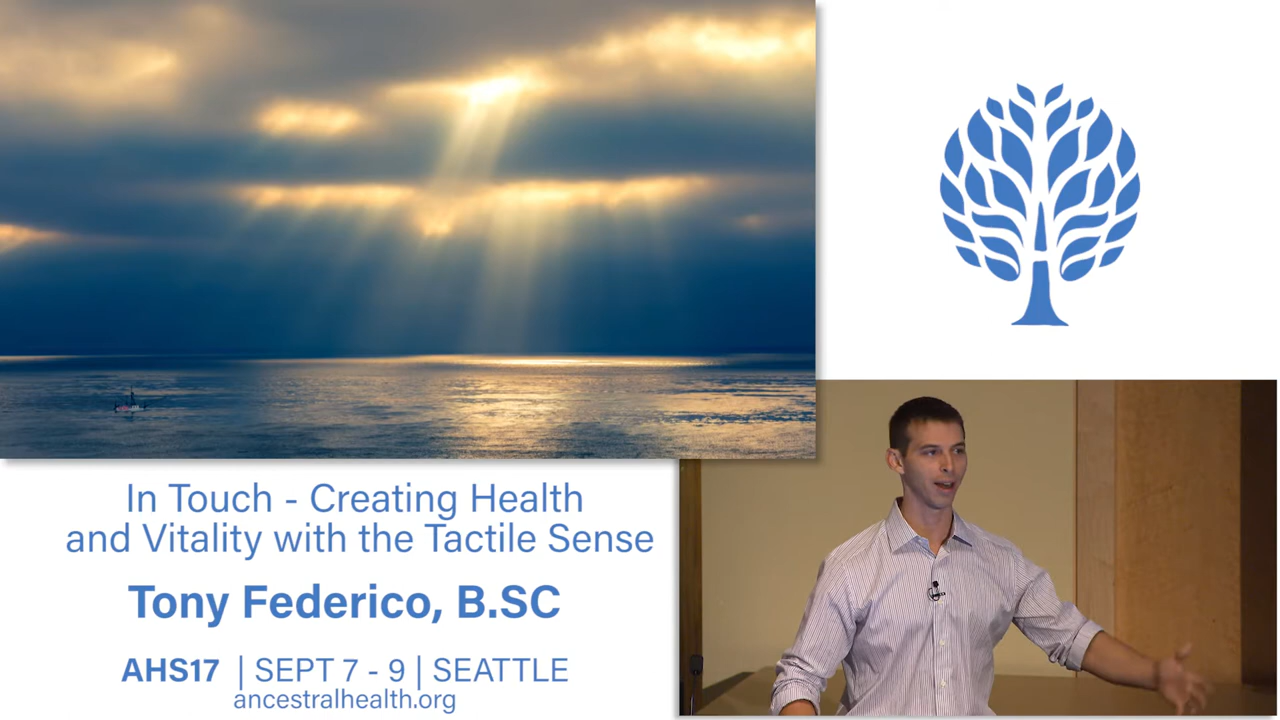 In Touch - Creating Health
and Vitality with the Tactile Sense
Tony Federico, B.SC
AHS17 | SEPT 7 - 9 | SEATTLE
ancestralhealth.org